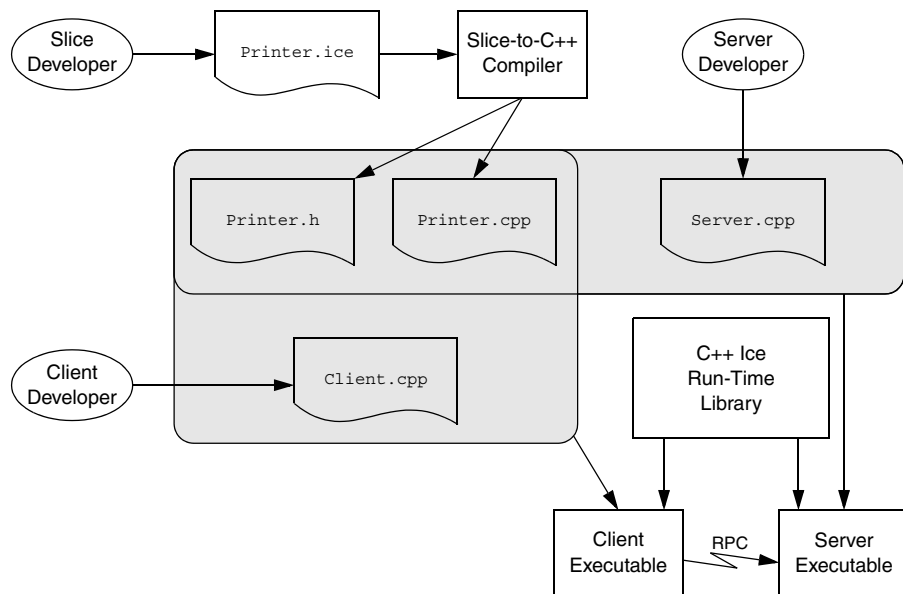 Slice
Developer
Printer.ice
Slice-to-C++
Compiler
Server
Developer
Printer.h
Printer.cpp
Server.cpp
Client
Developer
Client.cpp
C++ Ice
Run-Time
Library
Client
Executable
RPC
Server
Executable